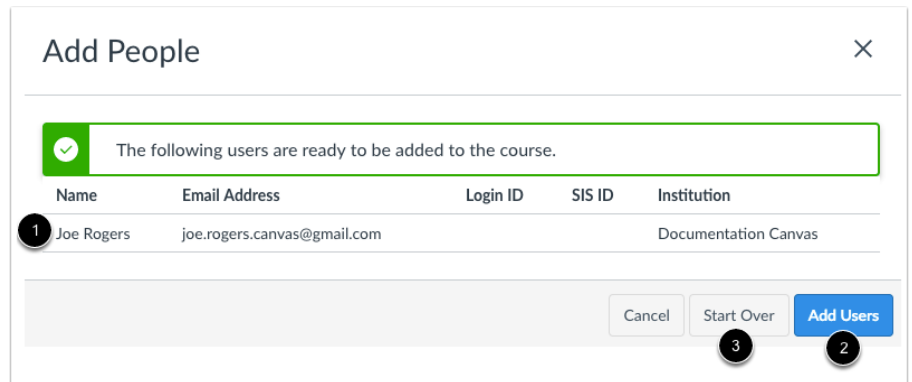 Add People
The following users are ready to be added to the course.
Name Email Address Login ID SIS ID Institution
1 Joe Rogers joe.rogers.canvas@gmail.com Documentation Canvas
Cancel Start Over Add Users
3 2